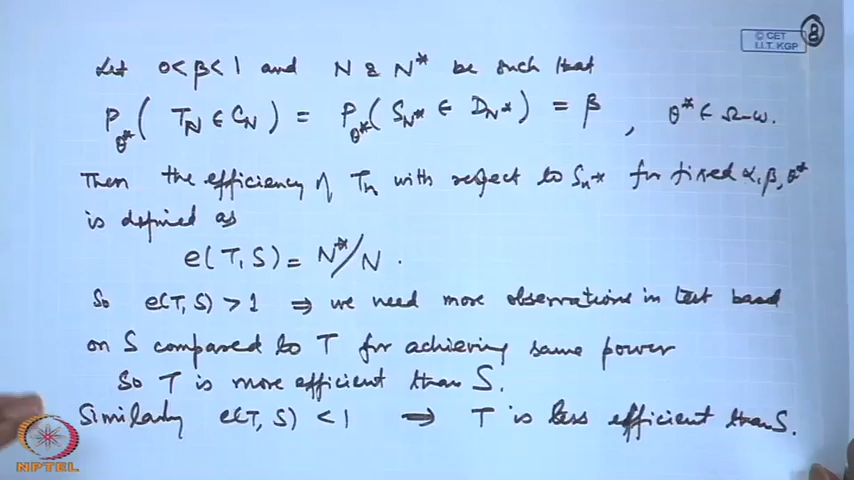 © CET
I.I.T. KGP
8
Let 0<β<1 and N & N* be such that
P_θ*( T_N ∈ C_N) = P_θ*( S_N* ∈ D_N*) = β , θ* ∈ Ω-ω.
Then the efficiency of T_n with respect to S_n* for fixed α, β, θ*
is defined as
e(T, S) = N*/N .
So e(T, S) > 1 ⇒ we need more observations in test based
on S compared to T for achieving same power
So T is more efficient than S.
Similarly e(T, S) < 1 ⇒ T is less efficient than S.
NPTEL